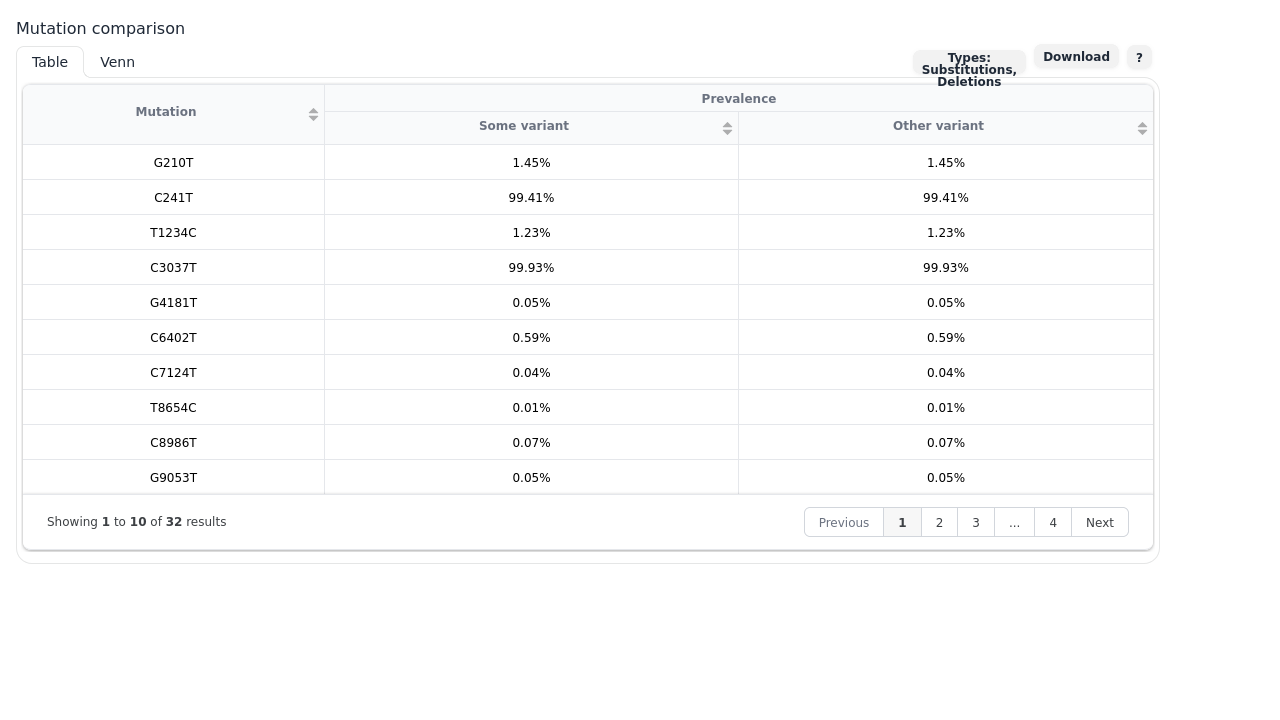 Mutation comparison
Table Venn
Types: Substitutions, Deletions
Download
?
Mutation
Prevalence
Some variant Other variant
G210T 1.45% 1.45%
C241T 99.41% 99.41%
T1234C 1.23% 1.23%
C3037T 99.93% 99.93%
G4181T 0.05% 0.05%
C6402T 0.59% 0.59%
C7124T 0.04% 0.04%
T8654C 0.01% 0.01%
C8986T 0.07% 0.07%
G9053T 0.05% 0.05%
Showing 1 to 10 of 32 results
Previous 1 2 3 ... 4 Next